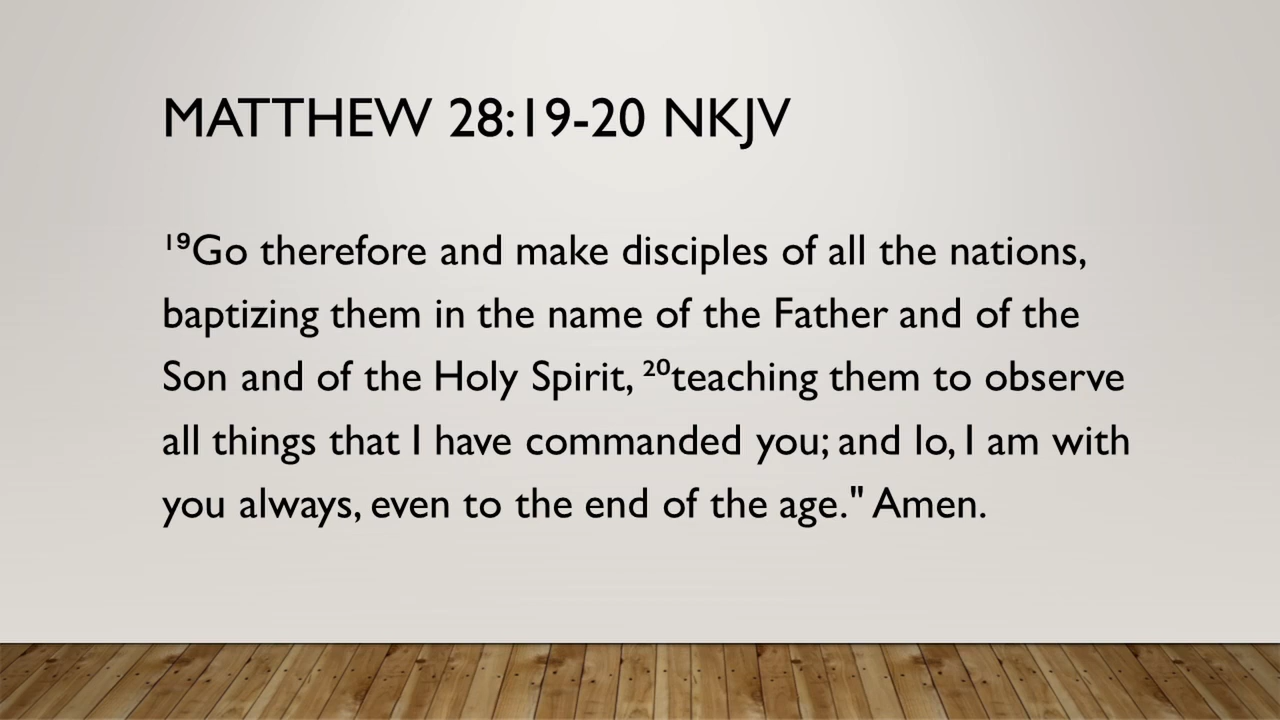 MATTHEW 28:19-20 NKJV
¹⁹Go therefore and make disciples of all the nations,
baptizing them in the name of the Father and of the
Son and of the Holy Spirit, ²⁰teaching them to observe
all things that I have commanded you; and lo, I am with
you always, even to the end of the age." Amen.